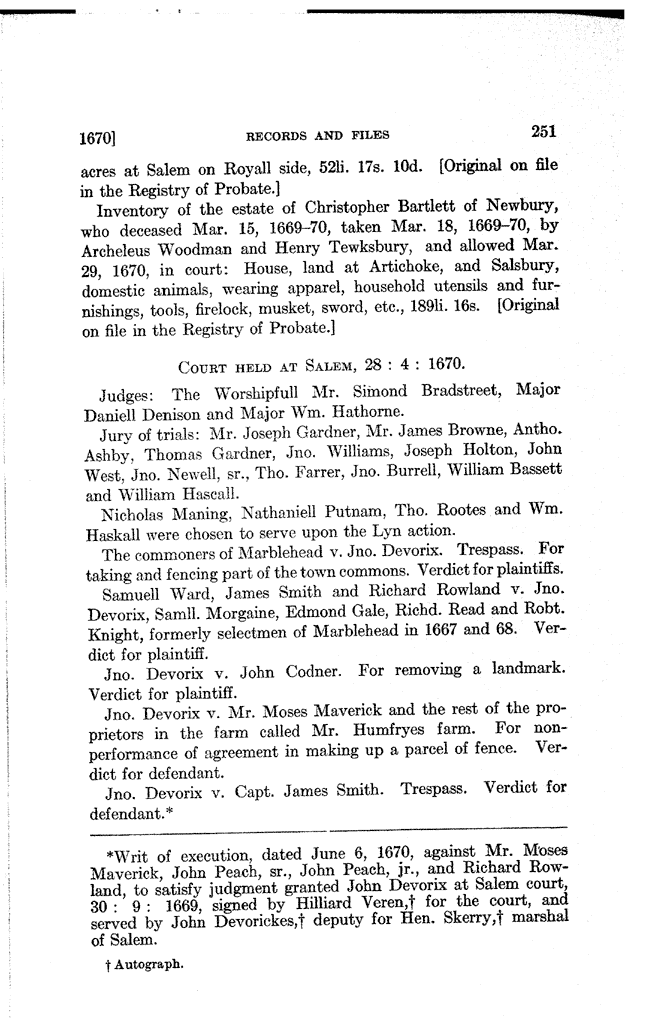 1670] RECORDS AND FILES 251
acres at Salem on Royall side, 52li. 17s. 10d. [Original on file
in the Registry of Probate.]
Inventory of the estate of Christopher Bartlett of Newbury,
who deceased Mar. 15, 1669–70, taken Mar. 18, 1669–70, by
Archeleus Woodman and Henry Tewksbury, and allowed Mar.
29, 1670, in court: House, land at Artichoke, and Salsbury,
domestic animals, wearing apparel, household utensils and fur-
nishings, tools, firelock, musket, sword, etc., 189li. 16s. [Original
on file in the Registry of Probate.]
COURT HELD AT SALEM, 28 : 4 : 1670.
Judges: The Worshipfull Mr. Simond Bradstreet, Major
Daniell Denison and Major Wm. Hathorne.
Jury of trials: Mr. Joseph Gardner, Mr. James Browne, Antho.
Ashby, Thomas Gardner, Jno. Williams, Joseph Holton, John
West, Jno. Newell, sr., Tho. Farrer, Jno. Burrell, William Bassett
and William Hascall.
Nicholas Maning, Nathaniell Putnam, Tho. Rootes and Wm.
Haskall were chosen to serve upon the Lyn action.
The commoners of Marblehead v. Jno. Devorix. Trespass. For
taking and fencing part of the town commons. Verdict for plaintiffs.
Samuell Ward, James Smith and Richard Rowland v. Jno.
Devorix, Samll. Morgaine, Edmond Gale, Richd. Read and Robt.
Knight, formerly selectmen of Marblehead in 1667 and 68. Ver-
dict for plaintiff.
Jno. Devorix v. John Codner. For removing a landmark.
Verdict for plaintiff.
Jno. Devorix v. Mr. Moses Maverick and the rest of the pro-
prietors in the farm called Mr. Humfryes farm. For non-
performance of agreement in making up a parcel of fence. Ver-
dict for defendant.
Jno. Devorix v. Capt. James Smith. Trespass. Verdict for
defendant.*
*Writ of execution, dated June 6, 1670, against Mr. Moses
Maverick, John Peach, sr., John Peach, jr., and Richard Row-
land, to satisfy judgment granted John Devorix at Salem court,
30 : 9 : 1669, signed by Hilliard Veren,† for the court, and
served by John Devorickes,† deputy for Hen. Skerry,† marshal
of Salem.
† Autograph.